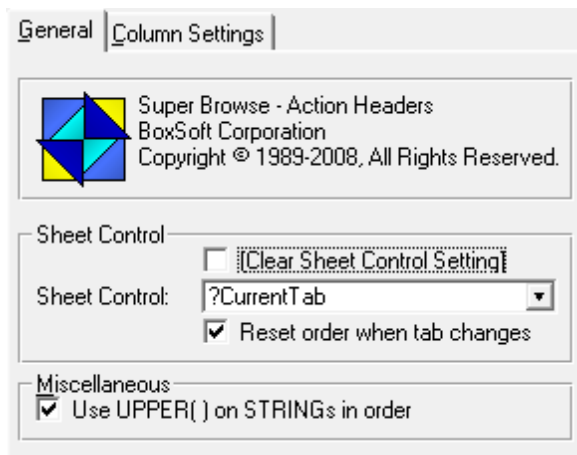 General Column Settings
Super Browse - Action Headers
BoxSoft Corporation
Copyright © 1989-2008, All Rights Reserved.
Sheet Control
[Clear Sheet Control Setting]
Sheet Control: ?CurrentTab
Reset order when tab changes
Miscellaneous
Use UPPER( ) on STRINGs in order